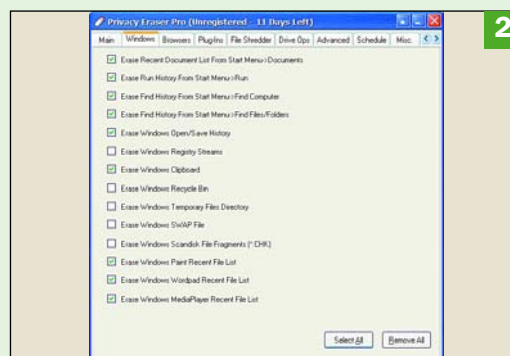 Privacy Eraser Pro (Unregistered - 11 Days Left)
Main Windows Browsers Plug-Ins File Shredder Drive Ops Advanced Schedule Misc.
2
Erase Recent Document List From Start Menu->Documents
Erase Run History From Start Menu->Run
Erase Find History From Start Menu->Find Computer
Erase Find History From Start Menu->Find Files/Folders
Erase Windows Open/Save History
Erase Windows Registry Streams
Erase Windows Clipboard
Erase Windows Recycle Bin
Erase Windows Temporary Files Directory
Erase Windows SWAP File
Erase Windows Scandisk File Fragments (*.CHK)
Erase Windows Paint Recent File List
Erase Windows Wordpad Recent File List
Erase Windows MediaPlayer Recent File List
Select All Remove All